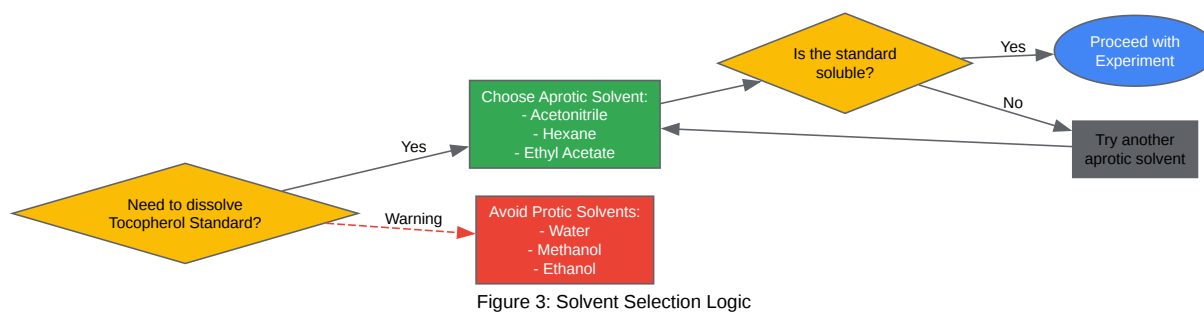 Need to dissolve
Tocopherol Standard?
Yes
Warning
Choose Aprotic Solvent:
- Acetonitrile
- Hexane
- Ethyl Acetate
Avoid Protic Solvents:
- Water
- Methanol
- Ethanol
Is the standard
soluble?
Yes
No
Proceed with
Experiment
Try another
aprotic solvent
Figure 3: Solvent Selection Logic